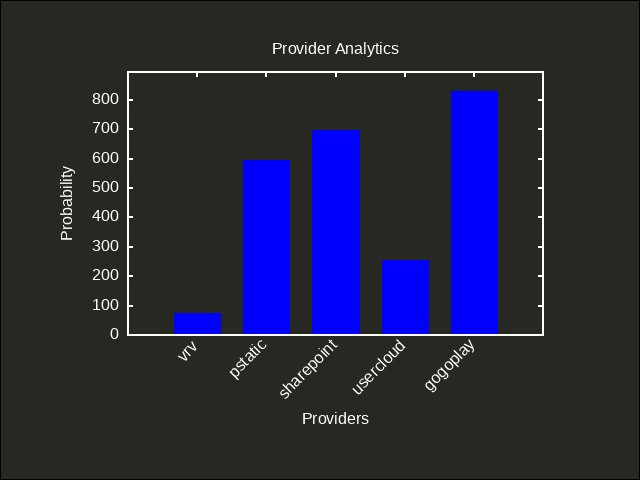 Provider Analytics
Probability
800
700
600
500
400
300
200
100
0
vrv
pstatic
sharepoint
usercloud
gogoplay
Providers